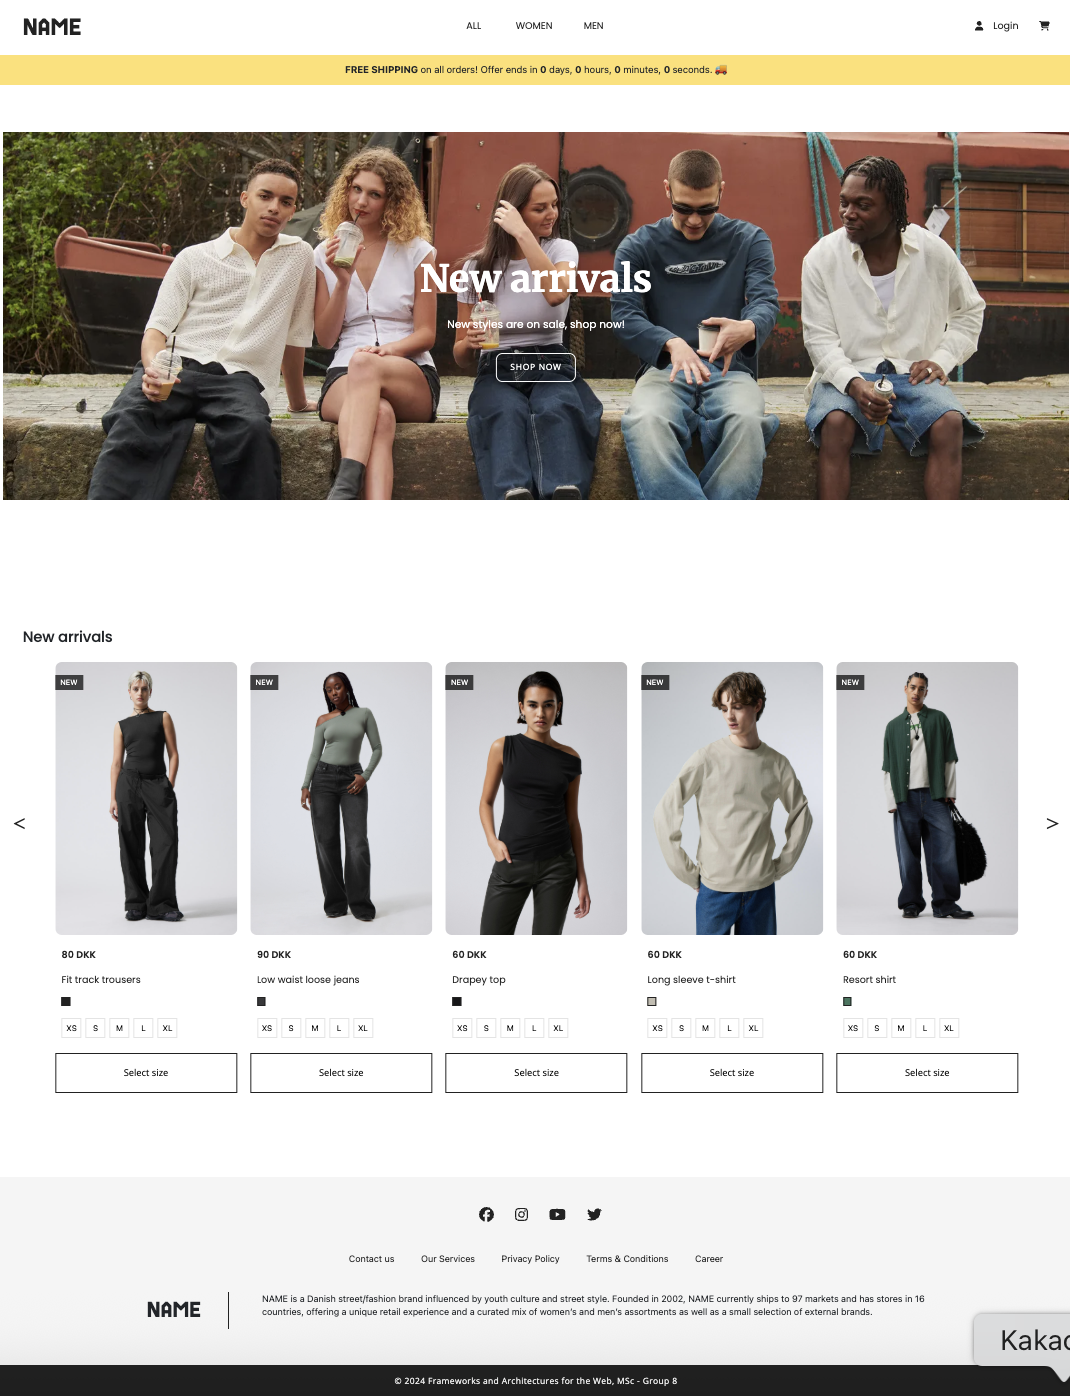 NAME
ALL WOMEN MEN
Login
FREE SHIPPING on all orders! Offer ends in 0 days, 0 hours, 0 minutes, 0 seconds. 🚚
New arrivals
New styles are on sale, shop now!
SHOP NOW
New arrivals
NEW NEW NEW NEW NEW
< >
80 DKK 90 DKK 60 DKK 60 DKK 60 DKK
Fit track trousers Low waist loose jeans Drapey top Long sleeve t-shirt Resort shirt
XS S M L XL XS S M L XL XS S M L XL XS S M L XL XS S M L XL
Select size Select size Select size Select size Select size
Contact us Our Services Privacy Policy Terms & Conditions Career
NAME
NAME is a Danish street/fashion brand influenced by youth culture and street style. Founded in 2002, NAME currently ships to 97 markets and has stores in 16
countries, offering a unique retail experience and a curated mix of women's and men's assortments as well as a small selection of external brands.
© 2024 Frameworks and Architectures for the Web, MSc - Group 8